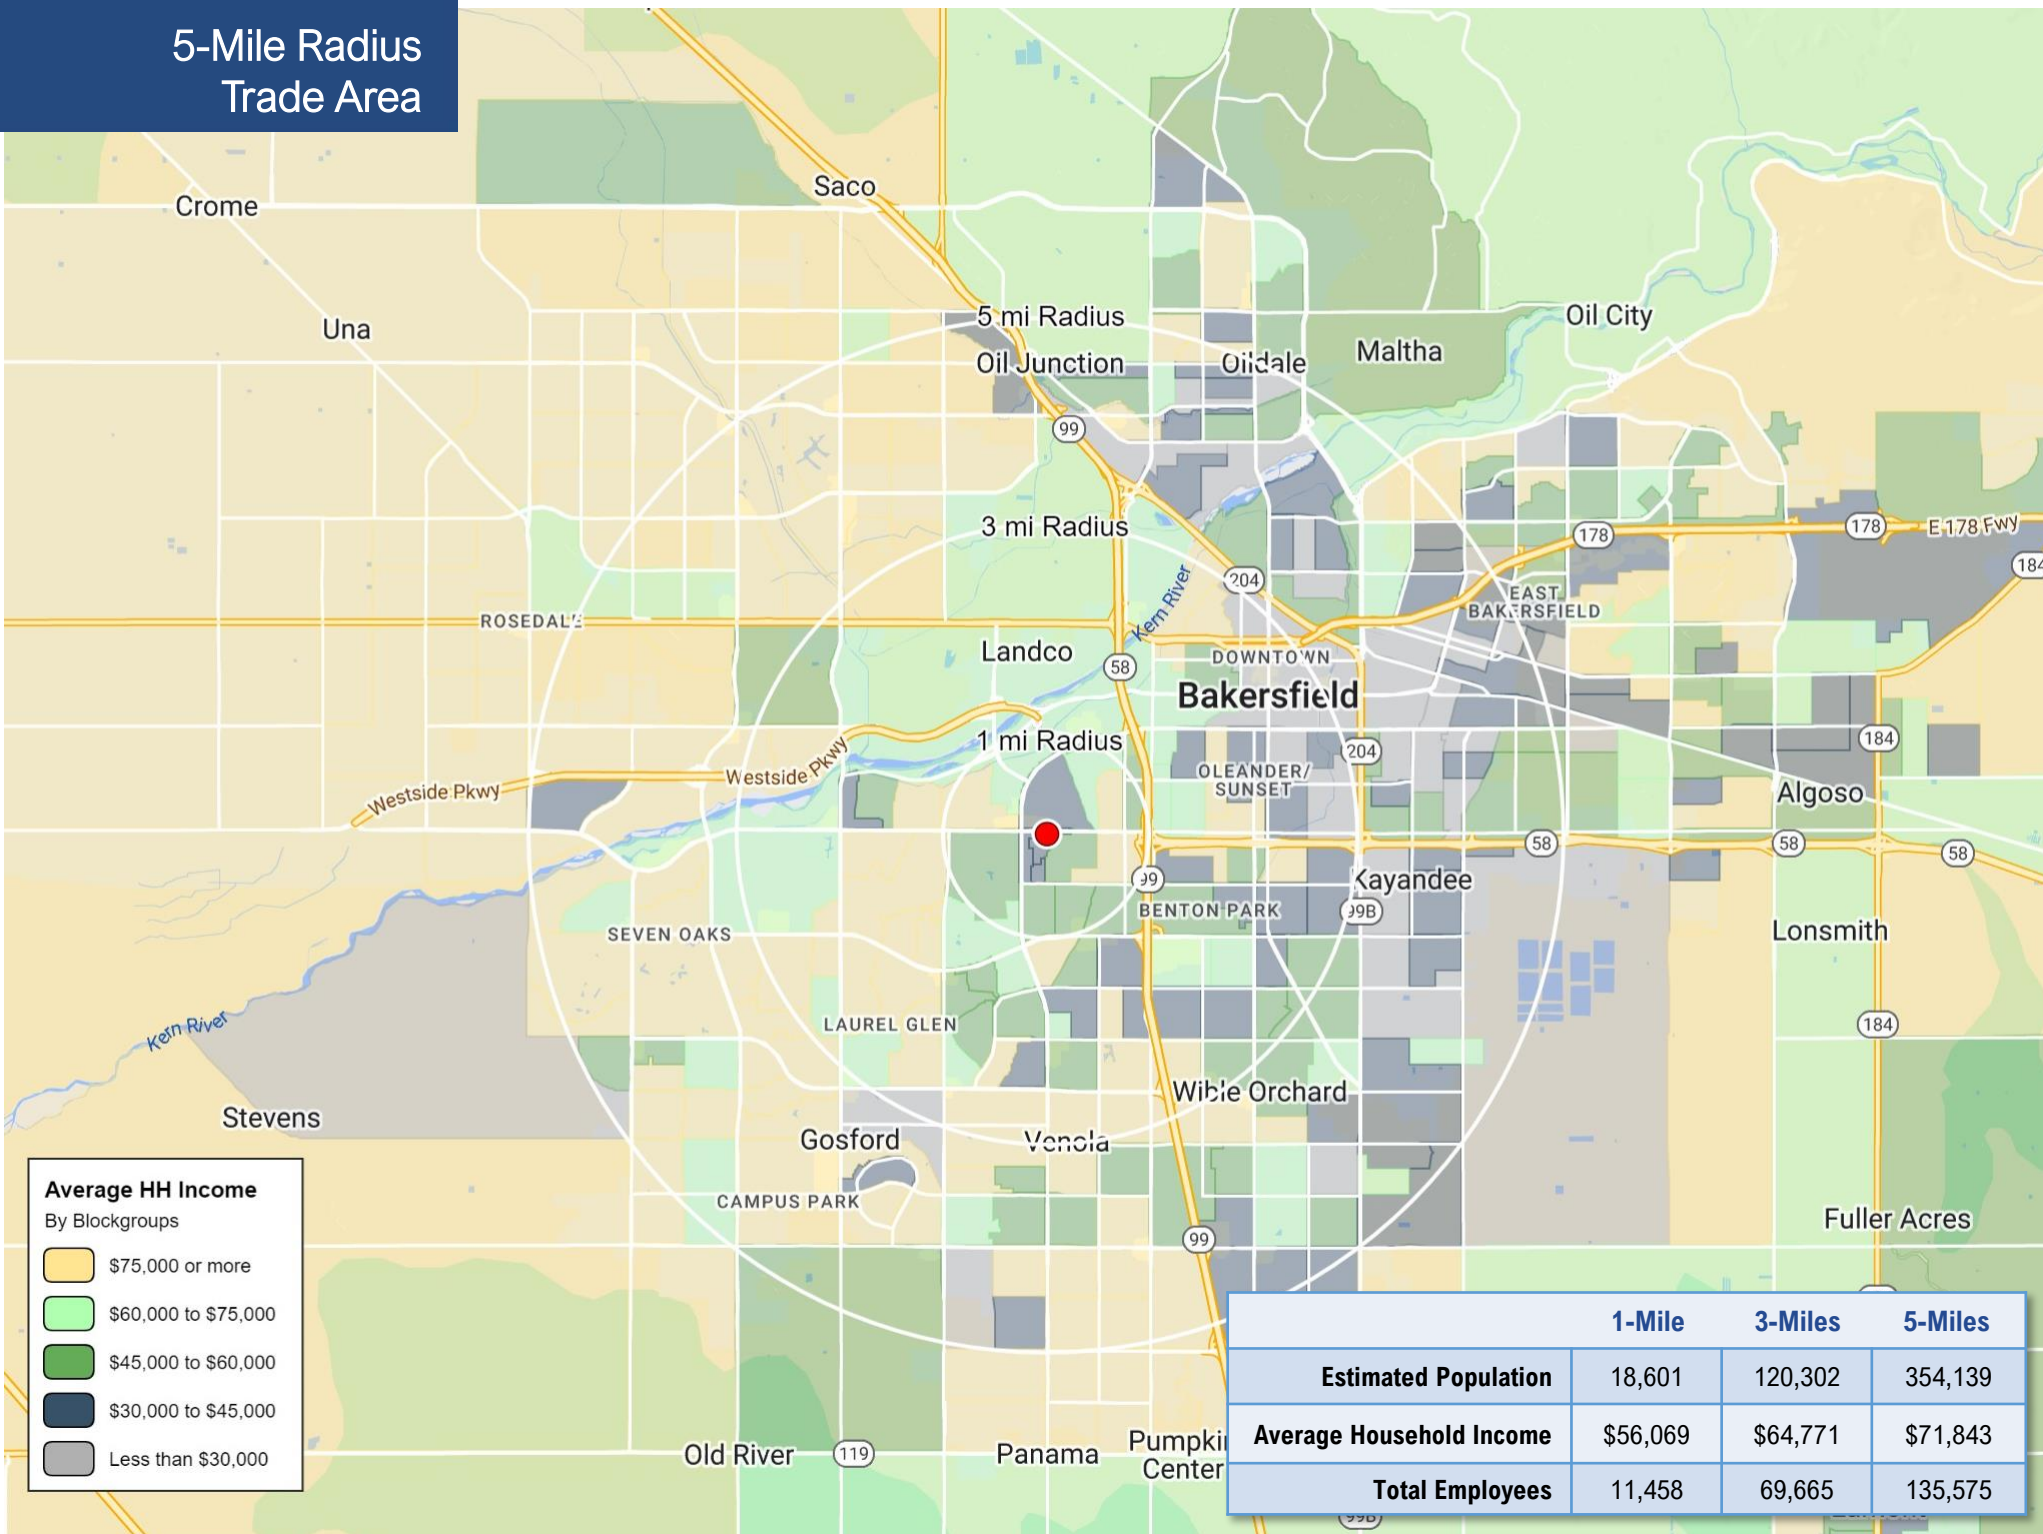 5-Mile Radius
Trade Area
Saco
Crome
Una
5 mi Radius
Oil City
Oil Junction
Oildale
Maltha
99
3 mi Radius
178
178
E 178 Fwy
184
204
Kern River
EAST
BAKERSFIELD
ROSEDALE
Landco
58
DOWNTOWN
Bakersfield
1 mi Radius
204
184
Westside Pkwy
Westside Pkwy
OLEANDER/
SUNSET
Algoso
58
58
58
99
Kayandee
BENTON PARK
99B
SEVEN OAKS
Lonsmith
Kern River
LAUREL GLEN
184
Wible Orchard
Stevens
Gosford
Venola
CAMPUS PARK
Fuller Acres
99
Average HH Income
By Blockgroups
$75,000 or more
$60,000 to $75,000
$45,000 to $60,000
$30,000 to $45,000
Less than $30,000
Old River
119
Panama
Pumpki
Center
1-Mile 3-Miles 5-Miles
Estimated Population 18,601 120,302 354,139
Average Household Income $56,069 $64,771 $71,843
Total Employees 11,458 69,665 135,575
99B